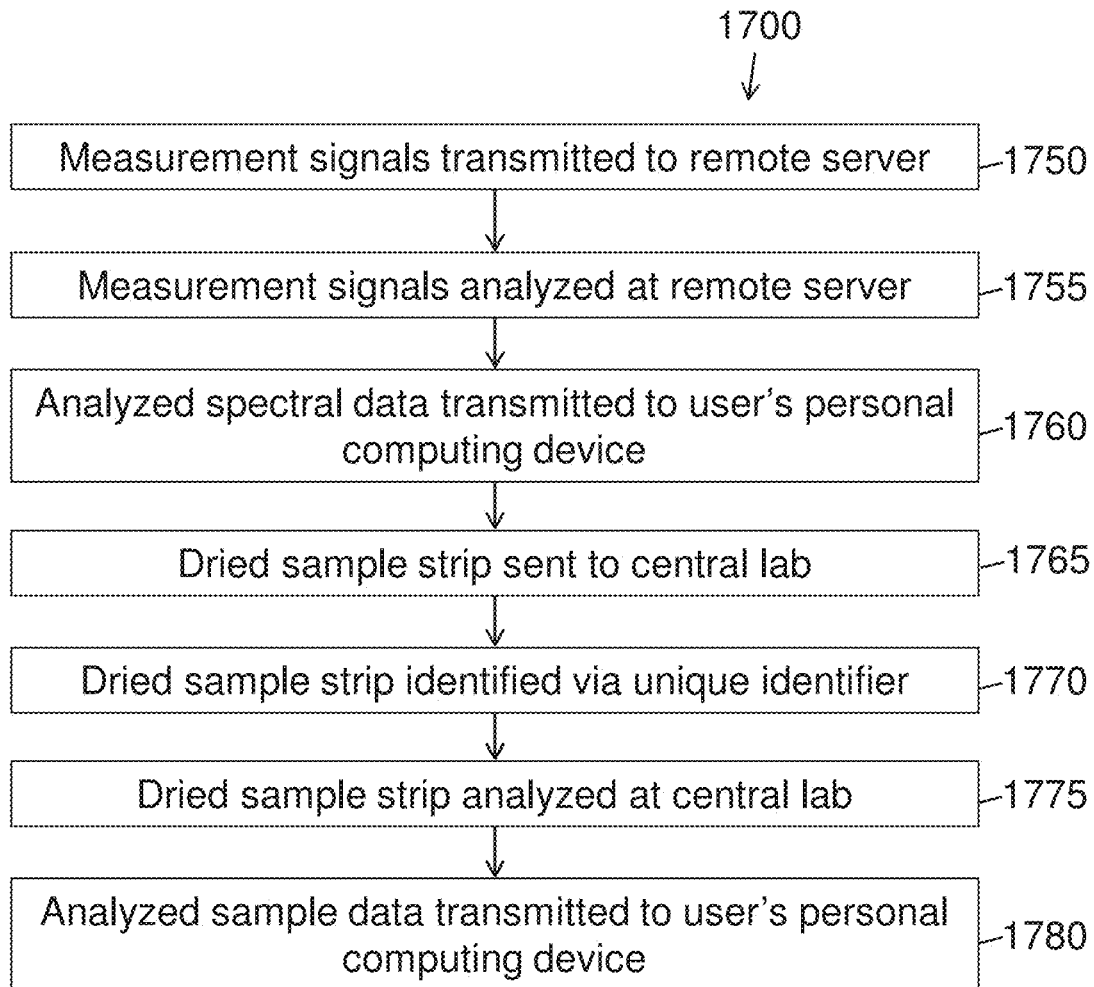 1700
Measurement signals transmitted to remote server
1750
Measurement signals analyzed at remote server
1755
Analyzed spectral data transmitted to user's personal
computing device
1760
Dried sample strip sent to central lab
1765
Dried sample strip identified via unique identifier
1770
Dried sample strip analyzed at central lab
1775
Analyzed sample data transmitted to user's personal
computing device
1780